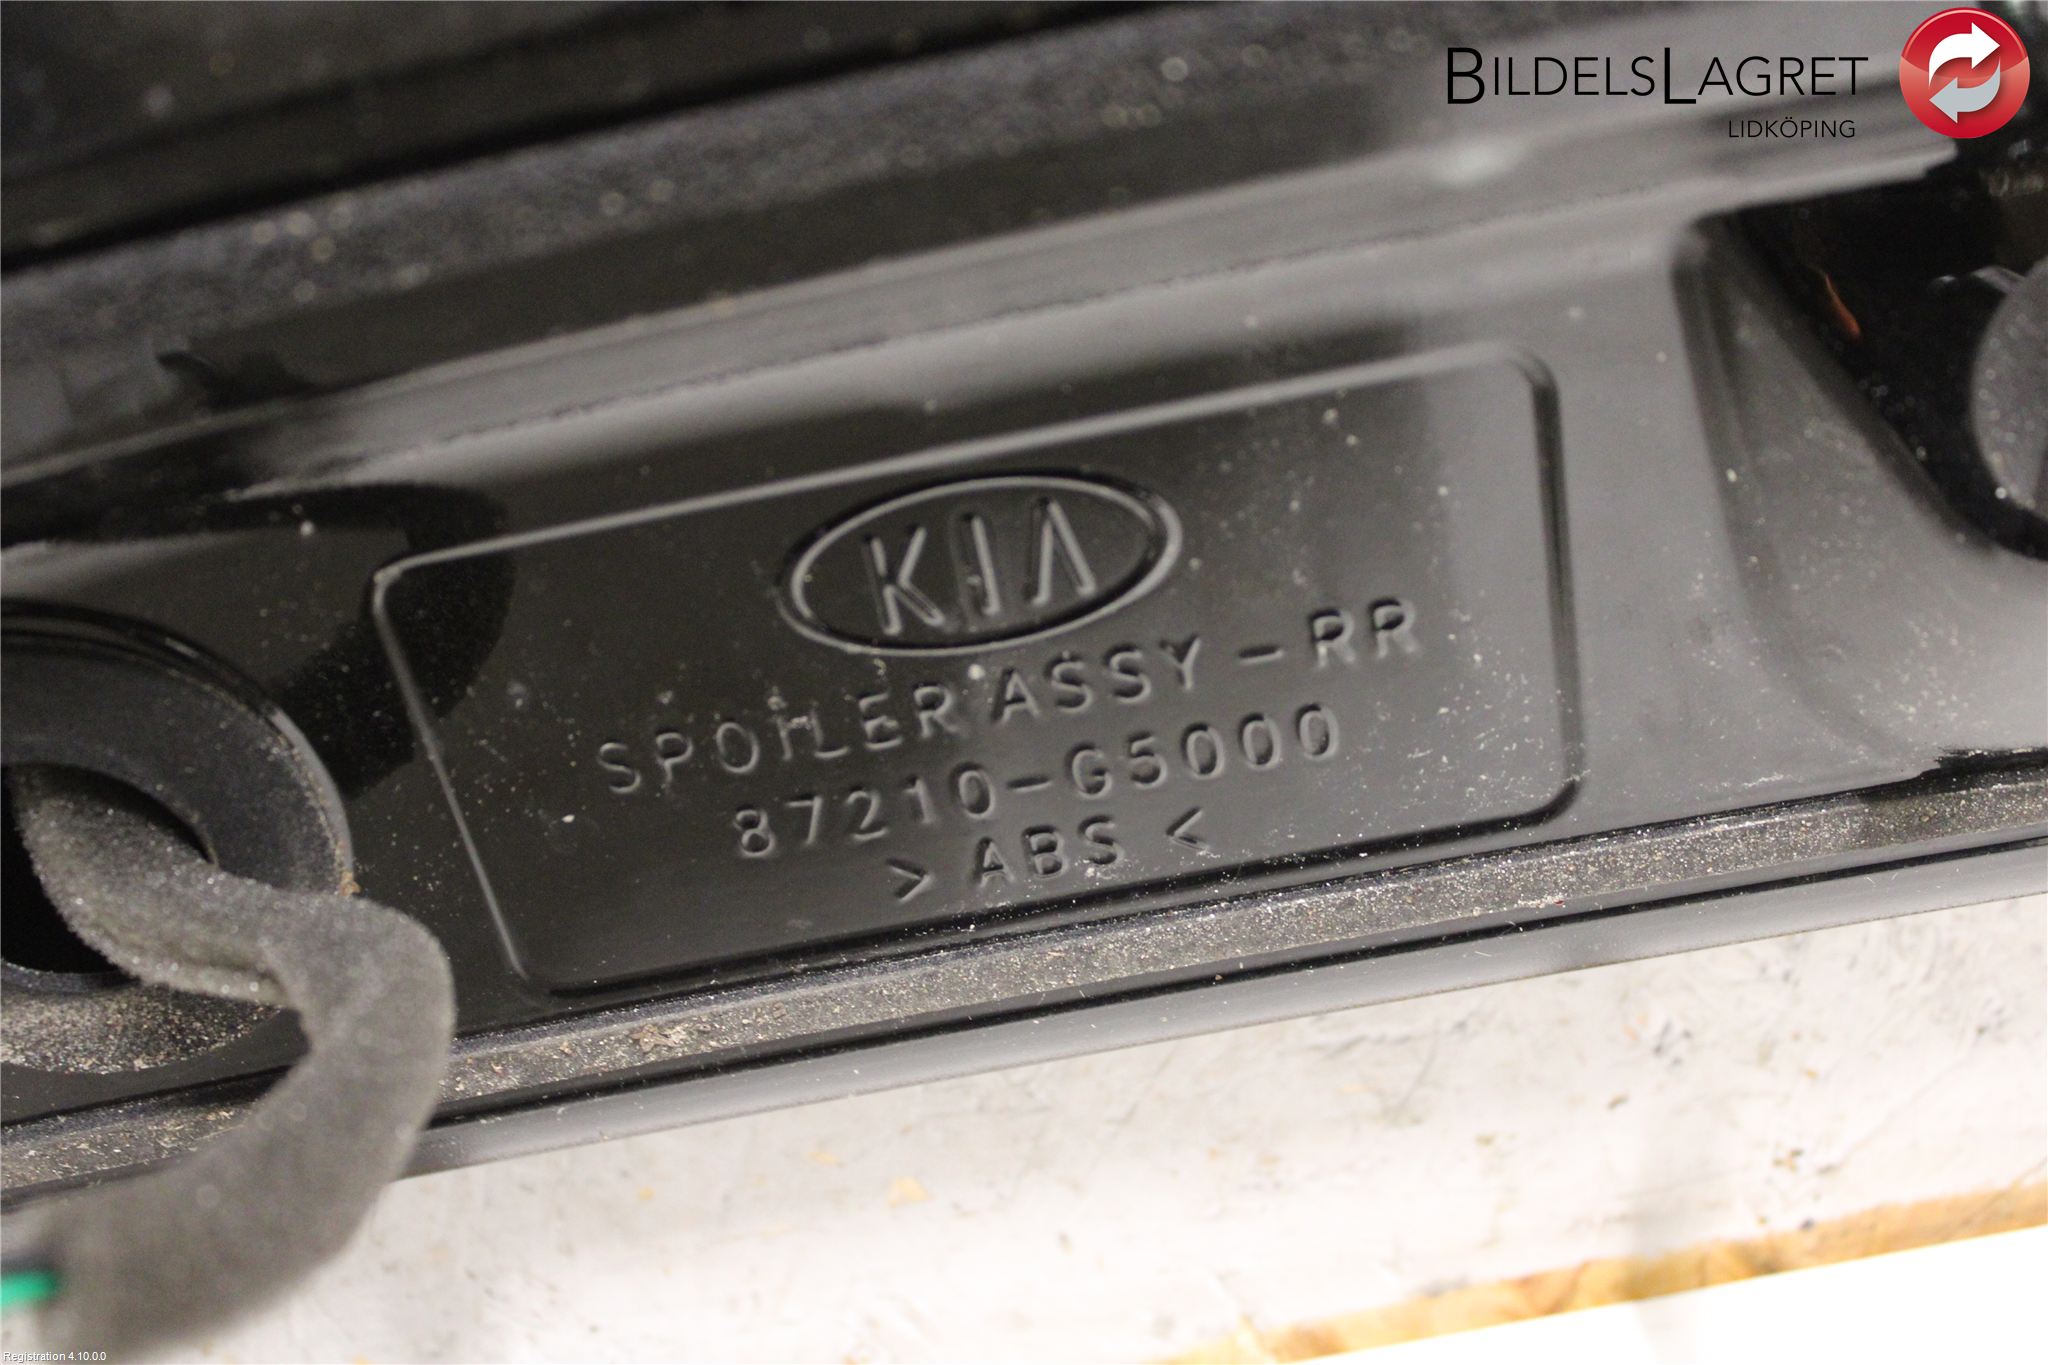 BILDELSLAGRET
LIDKÖPING
KIA
SPOILER ASSY-RR
87210-G5000
>ABS<
Registration 4.10.0.0